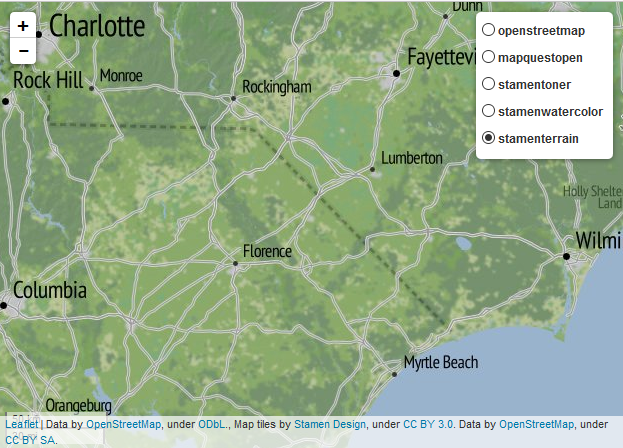 +
−
Charlotte
Dunn
openstreetmap
mapquestopen
stamentoner
stamenwatercolor
stamenterrain
Rock Hill
Monroe
Rockingham
Fayettevi
Lumberton
Holly Shelte
Land
Florence
Wilmi
Columbia
Myrtle Beach
Orangeburg
Leaflet | Data by OpenStreetMap, under ODbL., Map tiles by Stamen Design, under CC BY 3.0. Data by OpenStreetMap, under
CC BY SA.